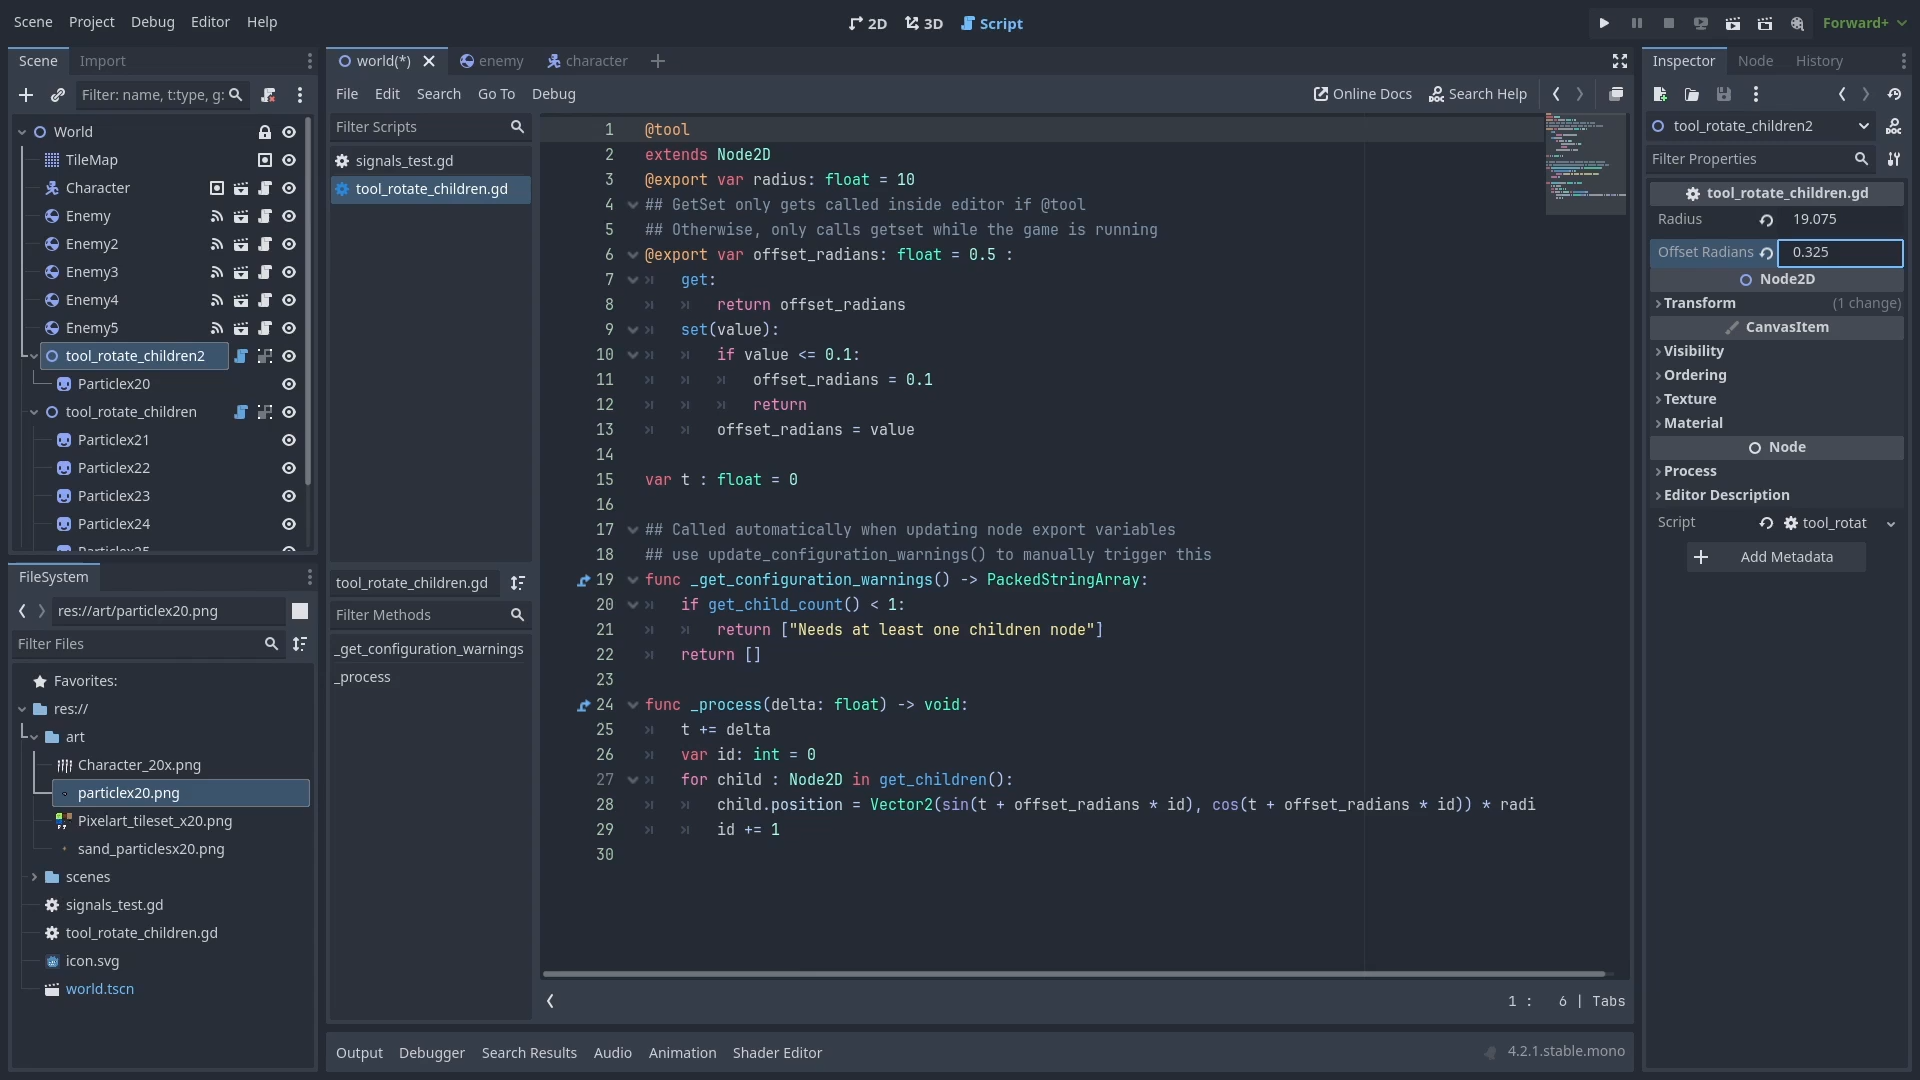 Scene Project Debug Editor Help
2D 3D Script
Forward+
Scene Import
Filter: name, t:type, g:
World
TileMap
Character
Enemy
Enemy2
Enemy3
Enemy4
Enemy5
tool_rotate_children2
Particlex20
tool_rotate_children
Particlex21
Particlex22
Particlex23
Particlex24
Particlex25
FileSystem
res://art/particlex20.png
Filter Files
Favorites:
res://
art
Character_20x.png
particlex20.png
Pixelart_tileset_x20.png
sand_particlesx20.png
scenes
signals_test.gd
tool_rotate_children.gd
icon.svg
world.tscn
world(*) enemy character
File Edit Search Go To Debug
Online Docs Search Help
Filter Scripts
signals_test.gd
tool_rotate_children.gd
tool_rotate_children.gd
Filter Methods
_get_configuration_warnings
_process
1 @tool
2 extends Node2D
3 @export var radius: float = 10
4 ## GetSet only gets called inside editor if @tool
5 ## Otherwise, only calls getset while the game is running
6 @export var offset_radians: float = 0.5 :
7 get:
8 return offset_radians
9 set(value):
10 if value <= 0.1:
11 offset_radians = 0.1
12 return
13 offset_radians = value
14
15 var t : float = 0
16
17 ## Called automatically when updating node export variables
18 ## use update_configuration_warnings() to manually trigger this
19 func _get_configuration_warnings() -> PackedStringArray:
20 if get_child_count() < 1:
21 return ["Needs at least one children node"]
22 return []
23
24 func _process(delta: float) -> void:
25 t += delta
26 var id: int = 0
27 for child : Node2D in get_children():
28 child.position = Vector2(sin(t + offset_radians * id), cos(t + offset_radians * id)) * radi
29 id += 1
30
1 : 6 | Tabs
Output Debugger Search Results Audio Animation Shader Editor
4.2.1.stable.mono
Inspector Node History
tool_rotate_children2
Filter Properties
tool_rotate_children.gd
Radius 19.075
Offset Radians 0.325
Node2D
Transform (1 change)
CanvasItem
Visibility
Ordering
Texture
Material
Node
Process
Editor Description
Script tool_rotat
Add Metadata